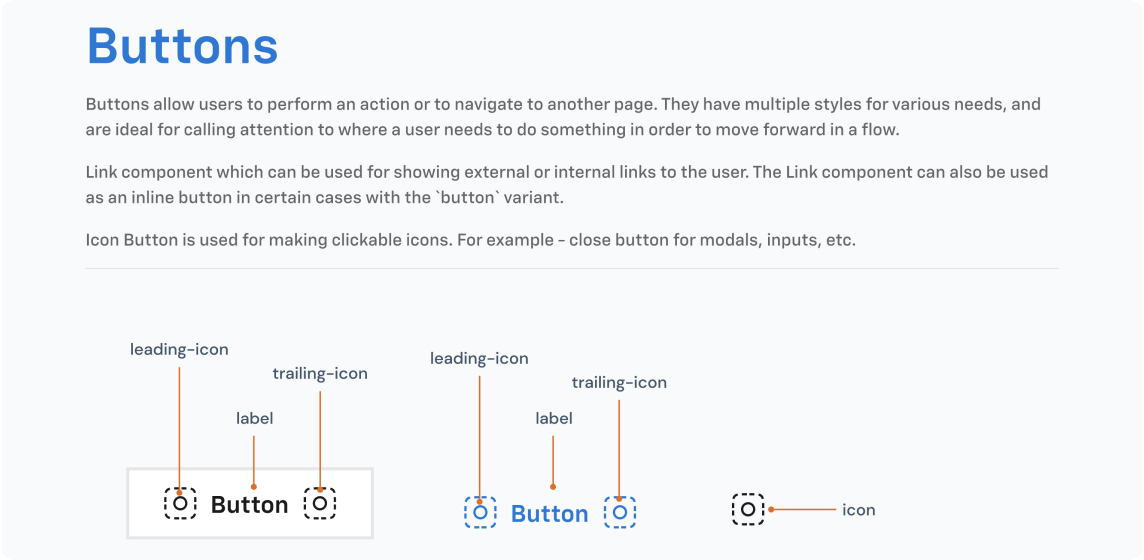 Buttons
Buttons allow users to perform an action or to navigate to another page. They have multiple styles for various needs, and
are ideal for calling attention to where a user needs to do something in order to move forward in a flow.
Link component which can be used for showing external or internal links to the user. The Link component can also be used
as an inline button in certain cases with the `button` variant.
Icon Button is used for making clickable icons. For example - close button for modals, inputs, etc.
leading-icon
trailing-icon
label
Button
leading-icon
trailing-icon
label
Button
icon